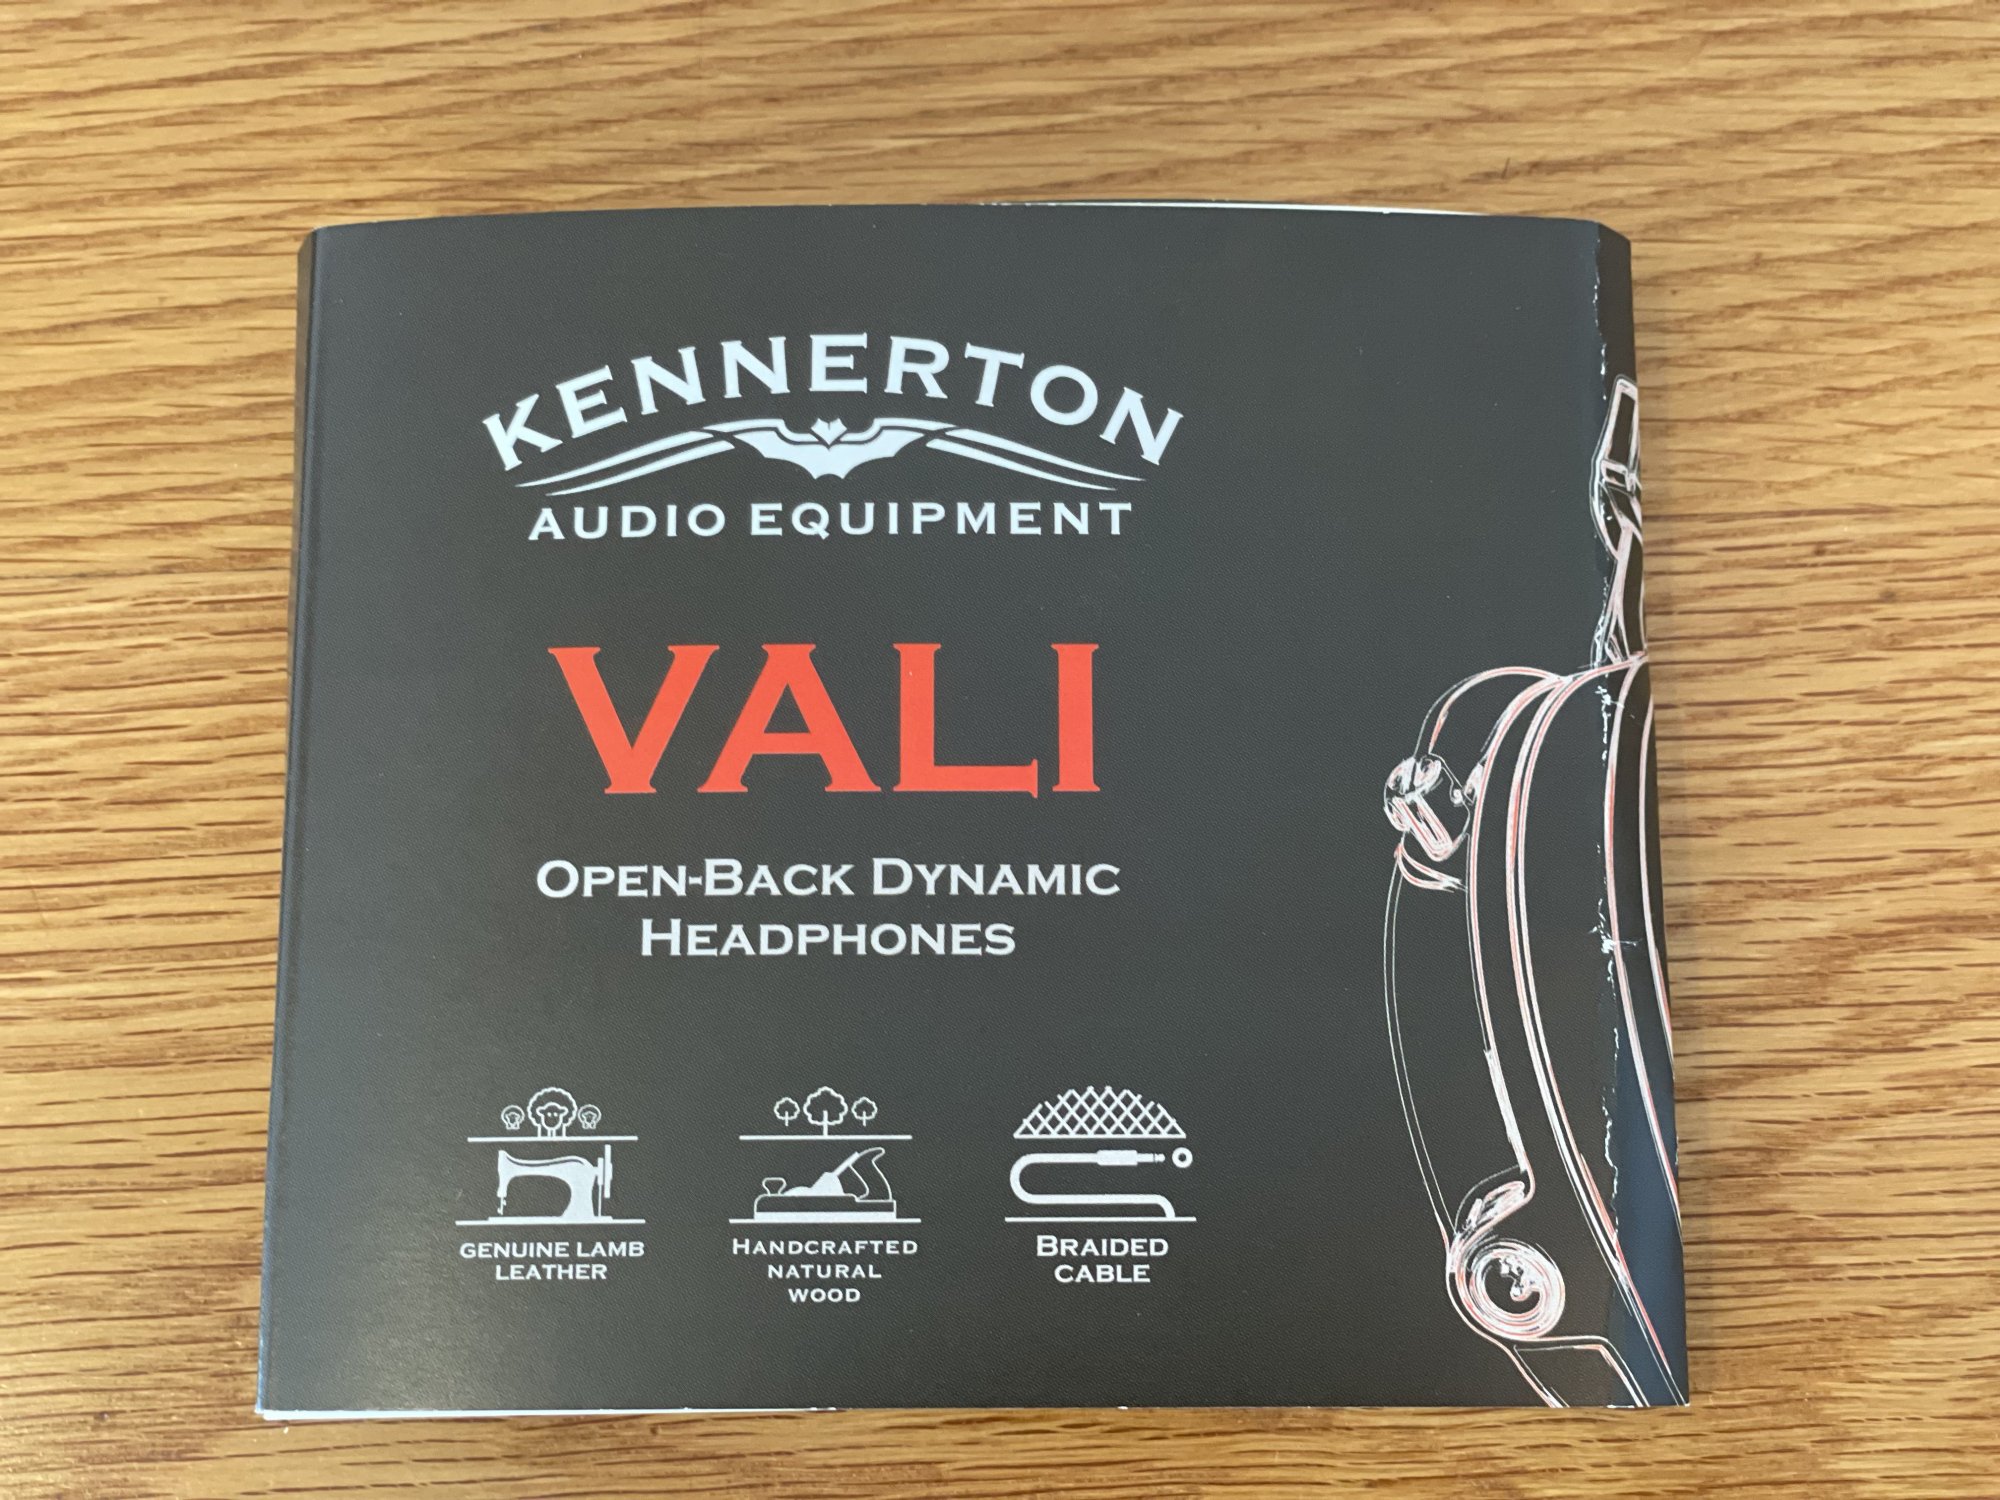 KENNERTON
AUDIO EQUIPMENT
VALI
OPEN-BACK DYNAMIC
HEADPHONES
GENUINE LAMB
LEATHER
HANDCRAFTED
NATURAL
WOOD
BRAIDED
CABLE